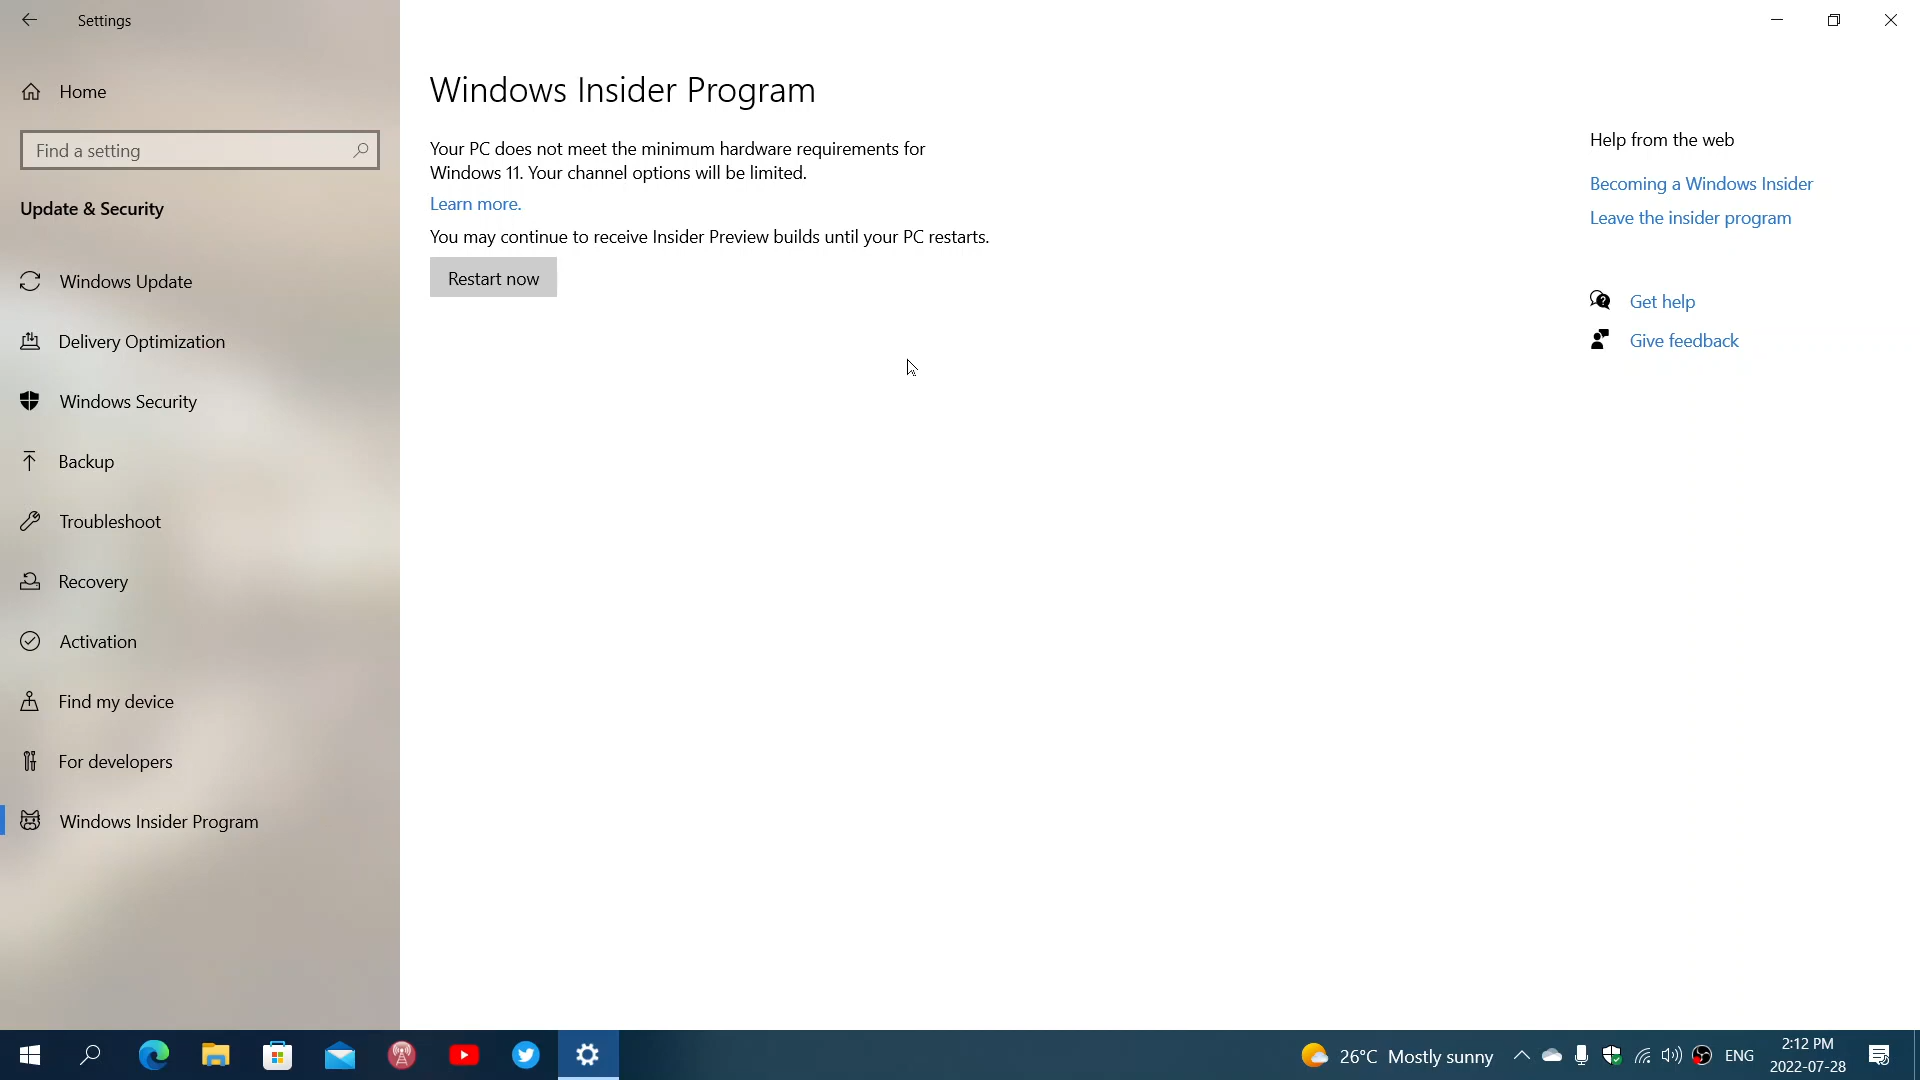 Settings
Home
Find a setting
Update & Security
Windows Update
Delivery Optimization
Windows Security
Backup
Troubleshoot
Recovery
Activation
Find my device
For developers
Windows Insider Program
Windows Insider Program
Your PC does not meet the minimum hardware requirements for
Windows 11. Your channel options will be limited.
Learn more.
You may continue to receive Insider Preview builds until your PC restarts.
Restart now
Help from the web
Becoming a Windows Insider
Leave the insider program
Get help
Give feedback
26°C Mostly sunny
ENG
2:12 PM
2022-07-28